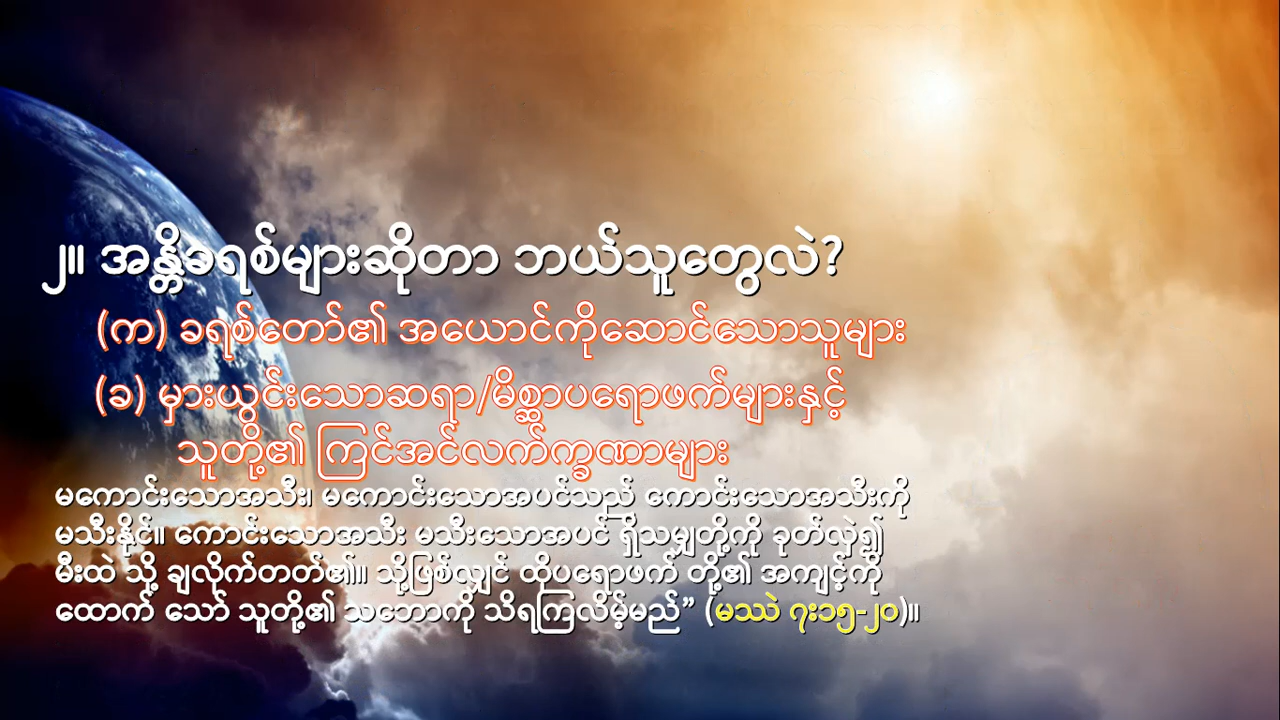 ၂။ အန္တိခရစ်များဆိုတာ ဘယ်သူတွေလဲ?
(က) ခရစ်တော်၏ အယောင်ကိုဆောင်သောသူများ
(ခ) မှားယွင်းသောဆရာ/မိစ္ဆာပရောဖက်များနှင့်
သူတို့၏ ကြင်အင်လက်က္ခဏာများ
မကောင်းသောအသီး၊ မကောင်းသောအပင်သည် ကောင်းသောအသီးကို
မသီးနိုင်။ ကောင်းသောအသီး မသီးသောအပင် ရှိသမျှတို့ကို ခုတ်လှဲ၍
မီးထဲ သို့ ချလိုက်တတ်၏။ သို့ဖြစ်လျှင် ထိုပရောဖက် တို့၏ အကျင့်ကို
ထောက် သော် သူတို့၏ သဘောကို သိရကြလိမ့်မည်” (မဿဲ ၇း၁၅-၂၀)။